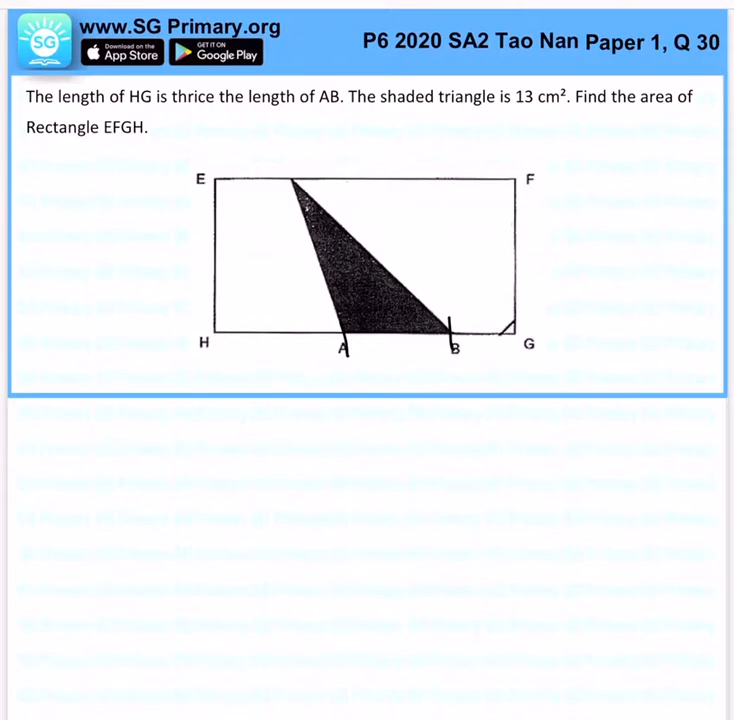 www.SG Primary.org
SG
Download on the
App Store
GET IT ON
Google Play
P6 2020 SA2 Tao Nan Paper 1, Q 30
The length of HG is thrice the length of AB. The shaded triangle is 13 cm². Find the area of
Rectangle EFGH.
E
F
H
A
B
G